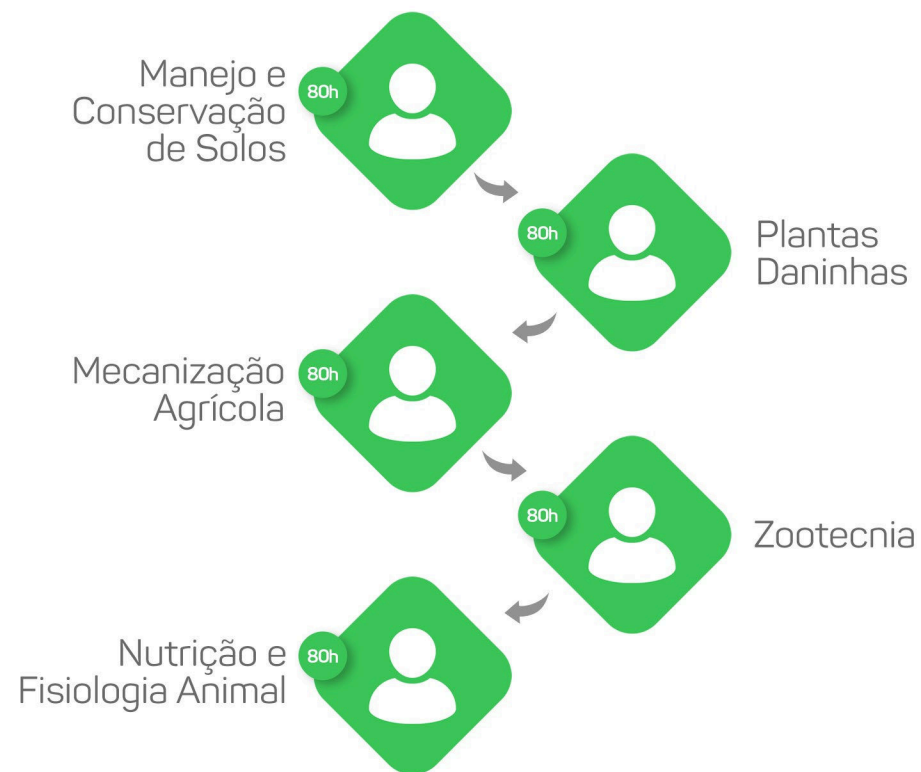 Manejo e
Conservação
de Solos
80h
80h
Plantas
Daninhas
Mecanização
Agrícola
80h
80h
Zootecnia
Nutrição e
Fisiologia Animal
80h